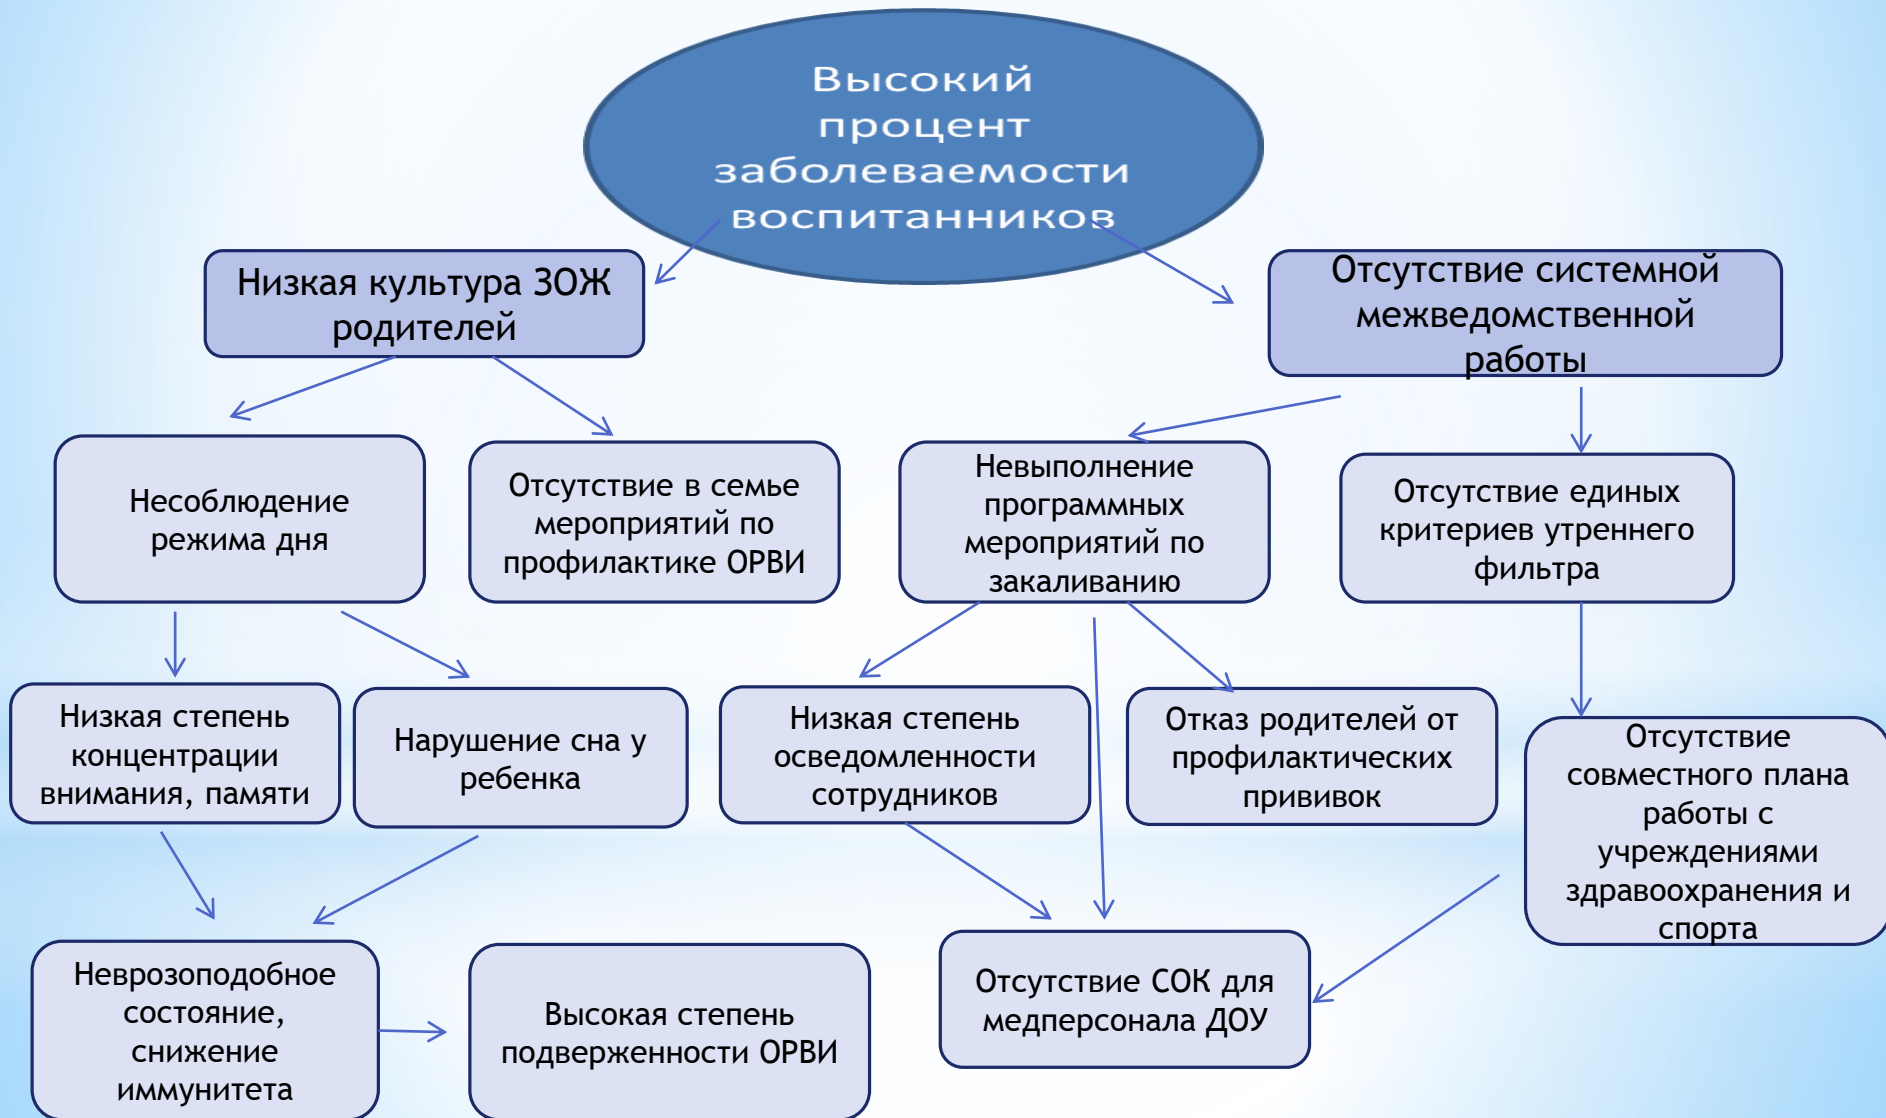 Высокий
процент
заболеваемости
воспитанников
Низкая культура ЗОЖ
родителей
Отсутствие системной
межведомственной
работы
Несоблюдение
режима дня
Отсутствие в семье
мероприятий по
профилактике ОРВИ
Невыполнение
программных
мероприятий по
закаливанию
Отсутствие единых
критериев утреннего
фильтра
Низкая степень
концентрации
внимания, памяти
Нарушение сна у
ребенка
Низкая степень
осведомленности
сотрудников
Отказ родителей от
профилактических
прививок
Отсутствие
совместного плана
работы с
учреждениями
здравоохранения и
спорта
Неврозоподобное
состояние,
снижение
иммунитета
Высокая степень
подверженности ОРВИ
Отсутствие СОК для
медперсонала ДОУ